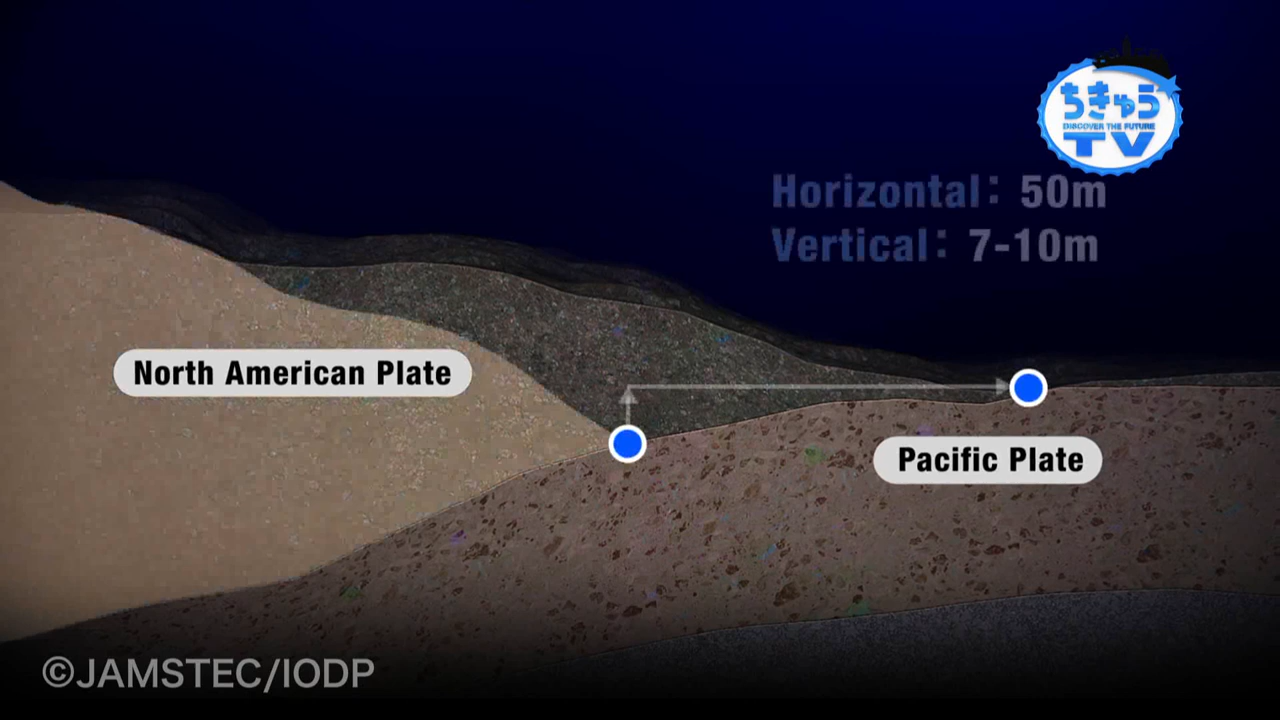 ちきゅう
DISCOVER THE FUTURE
TV
Horizontal: 50m
Vertical: 7-10m
North American Plate
Pacific Plate
©JAMSTEC/IODP